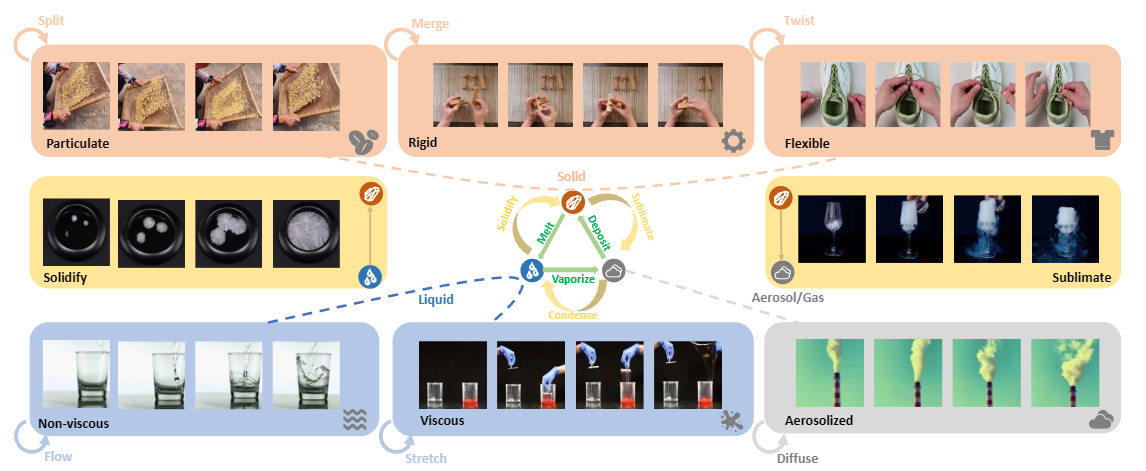 Split
Merge
Twist
Particulate
Rigid
Flexible
Solid
Solidify
Sublimate
Melt
Deposit
Vaporize
Condense
Solidify
Sublimate
Liquid
Aerosol/Gas
Non-viscous
Viscous
Aerosolized
Flow
Stretch
Diffuse